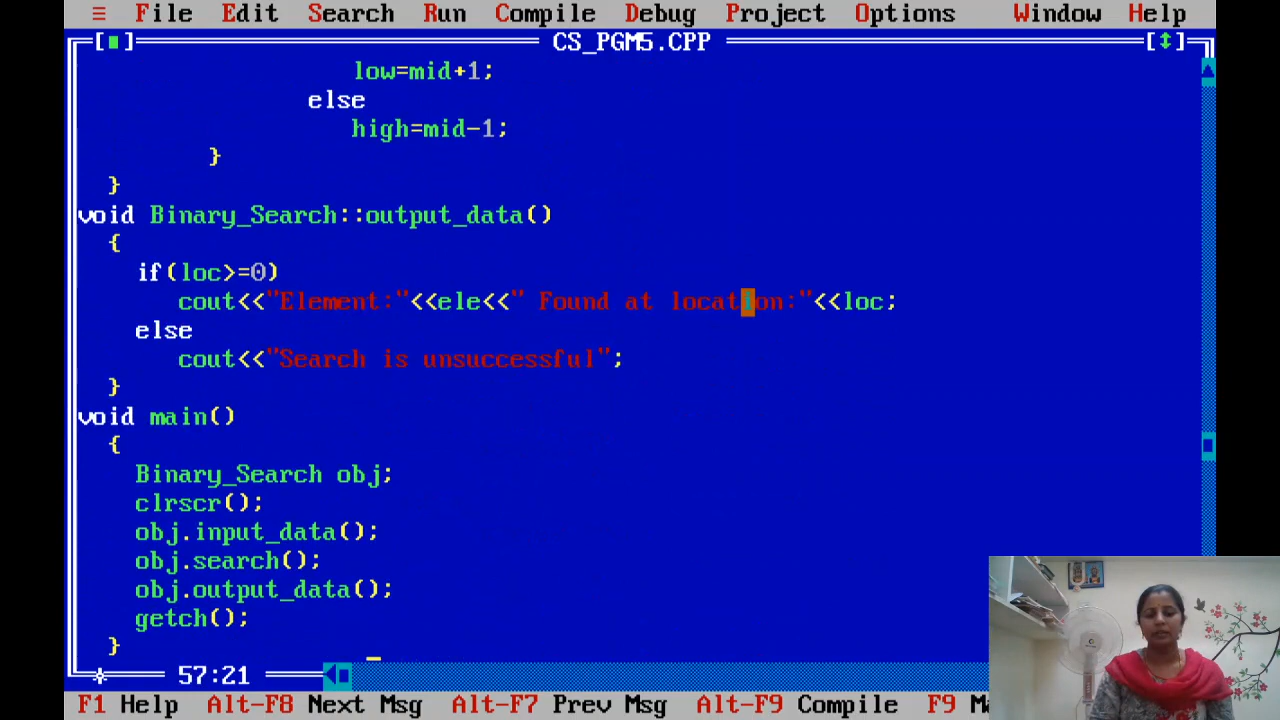 ≡ File Edit Search Run Compile Debug Project Options Window Help
[■] CS_PGM5.CPP [↕]
low=mid+1;
else
high=mid-1;
}
}
void Binary_Search::output_data()
{
if(loc>=0)
cout<<"Element:"<<ele<<" Found at location:"<<loc;
else
cout<<"Search is unsuccessful";
}
void main()
{
Binary_Search obj;
clrscr();
obj.input_data();
obj.search();
obj.output_data();
getch();
}
57:21
F1 Help Alt-F8 Next Msg Alt-F7 Prev Msg Alt-F9 Compile F9